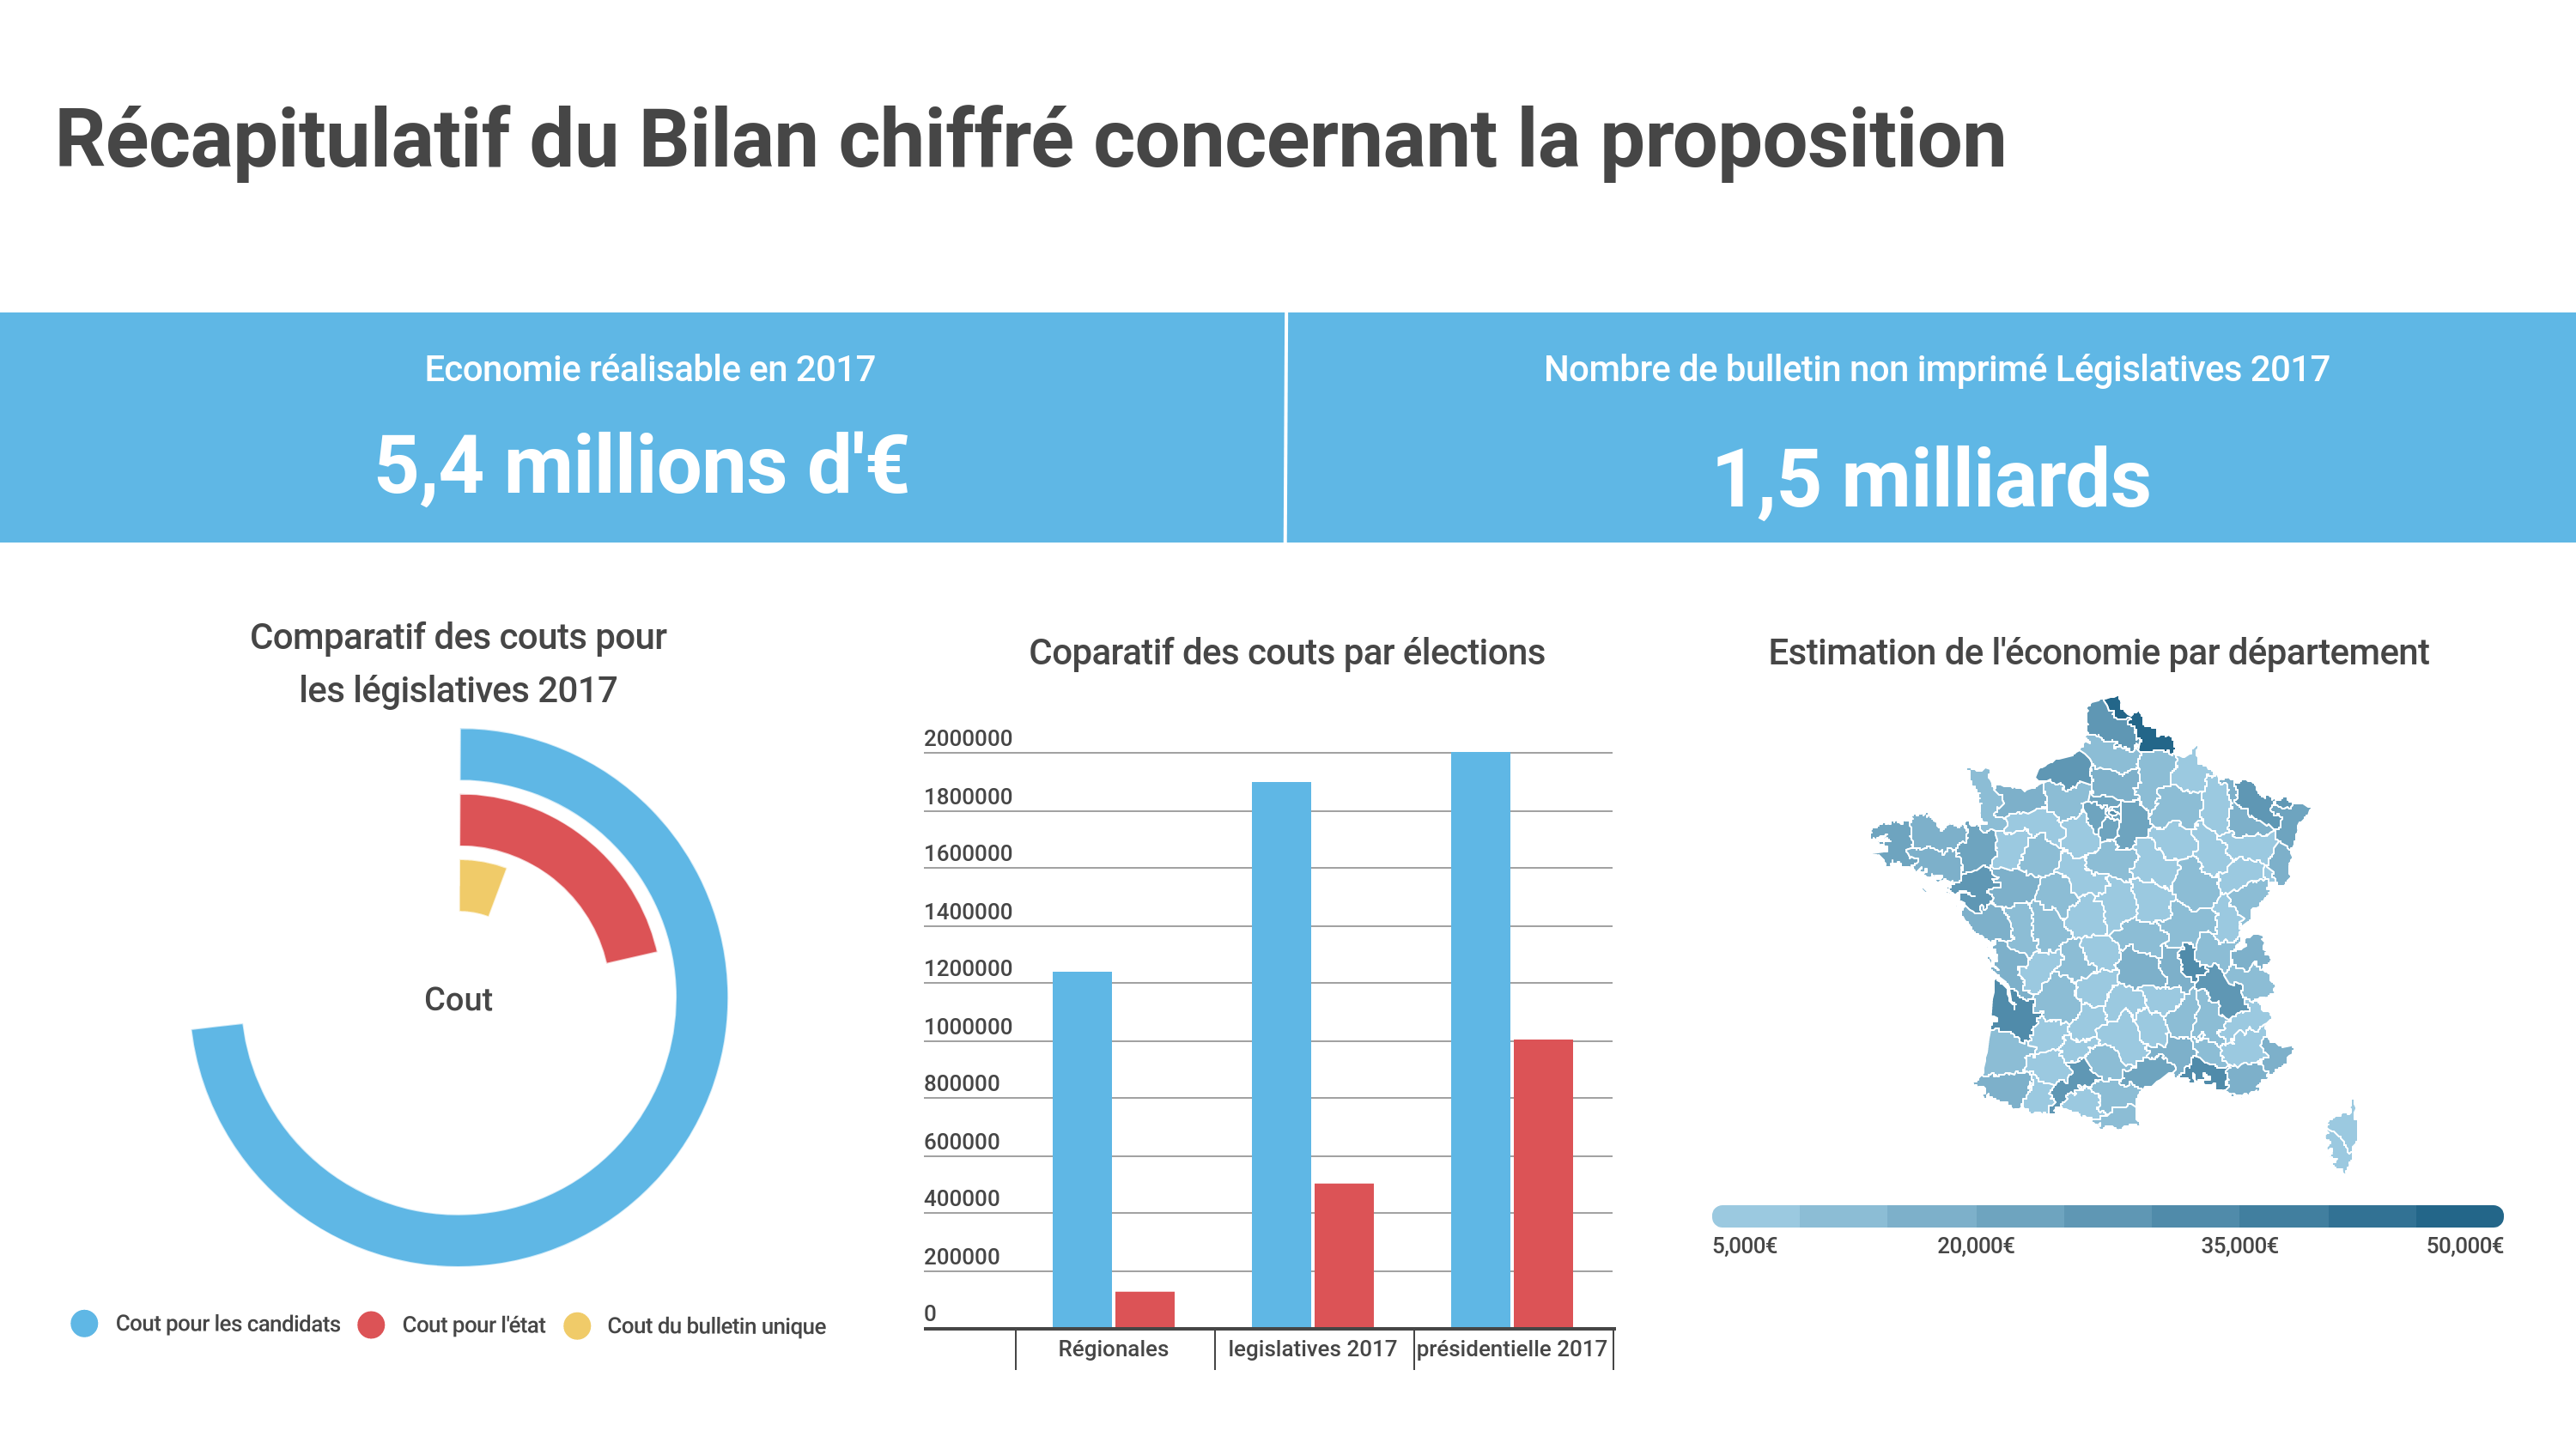 Récapitulatif du Bilan chiffré concernant la proposition
Economie réalisable en 2017
5,4 millions d'€
Nombre de bulletin non imprimé Législatives 2017
1,5 milliards
Comparatif des couts pour
les législatives 2017
Cout
Cout pour les candidats
Cout pour l'état
Cout du bulletin unique
Coparatif des couts par élections
2000000
1800000
1600000
1400000
1200000
1000000
800000
600000
400000
200000
0
Régionales
legislatives 2017
présidentielle 2017
Estimation de l'économie par département
5,000€
20,000€
35,000€
50,000€